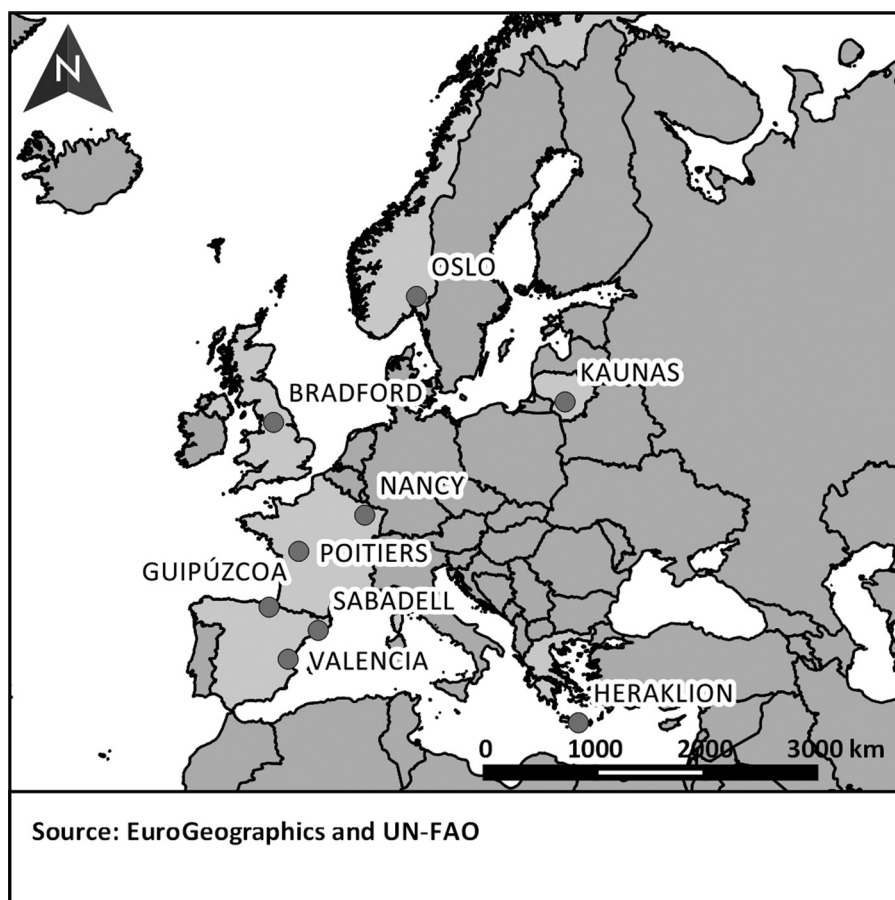 N
OSLO
KAUNAS
BRADFORD
NANCY
POITIERS
GUIPÚZCOA
SABADELL
VALENCIA
HERAKLION
0 1000 2000 3000 km
Source: EuroGeographics and UN-FAO